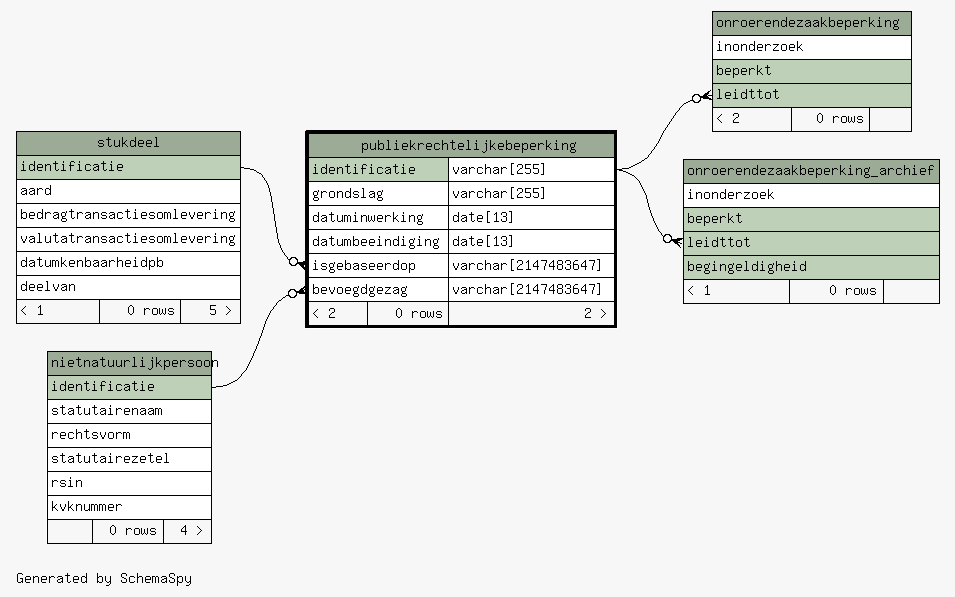 onroerendezaakbeperking
inonderzoek
beperkt
leidttot
< 2 0 rows
stukdeel
identificatie
aard
bedragtransactiesomlevering
valutatransactiesomlevering
datumkenbaarheidpb
deelvan
< 1 0 rows 5 >
publiekrechtelijkebeperking
identificatie varchar[255]
grondslag varchar[255]
datuminwerking date[13]
datumbeeindiging date[13]
isgebaseerdop varchar[2147483647]
bevoegdgezag varchar[2147483647]
< 2 0 rows 2 >
onroerendezaakbeperking_archief
inonderzoek
beperkt
leidttot
begingeldigheid
< 1 0 rows
nietnatuurlijkpersoon
identificatie
statutairenaam
rechtsvorm
statutairezetel
rsin
kvknummer
0 rows 4 >
Generated by SchemaSpy